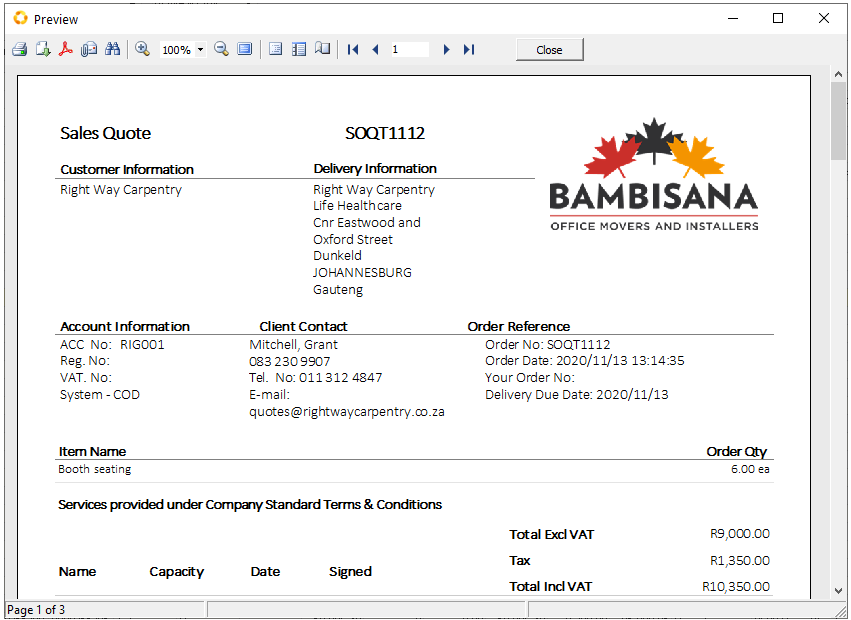 Preview
100%
1
Close
Sales Quote SOQT1112
BAMBISANA
OFFICE MOVERS AND INSTALLERS
Customer Information Delivery Information
Right Way Carpentry Right Way Carpentry
Life Healthcare
Cnr Eastwood and
Oxford Street
Dunkeld
JOHANNESBURG
Gauteng
Account Information Client Contact Order Reference
ACC No: RIG001 Mitchell, Grant Order No: SOQT1112
Reg. No: 083 230 9907 Order Date: 2020/11/13 13:14:35
VAT. No: Tel. No: 011 312 4847 Your Order No:
System - COD E-mail: Delivery Due Date: 2020/11/13
quotes@rightwaycarpentry.co.za
Item Name Order Qty
Booth seating 6.00 ea
Services provided under Company Standard Terms & Conditions
Total Excl VAT R9,000.00
Tax R1,350.00
Name Capacity Date Signed
Total Incl VAT R10,350.00
Page 1 of 3